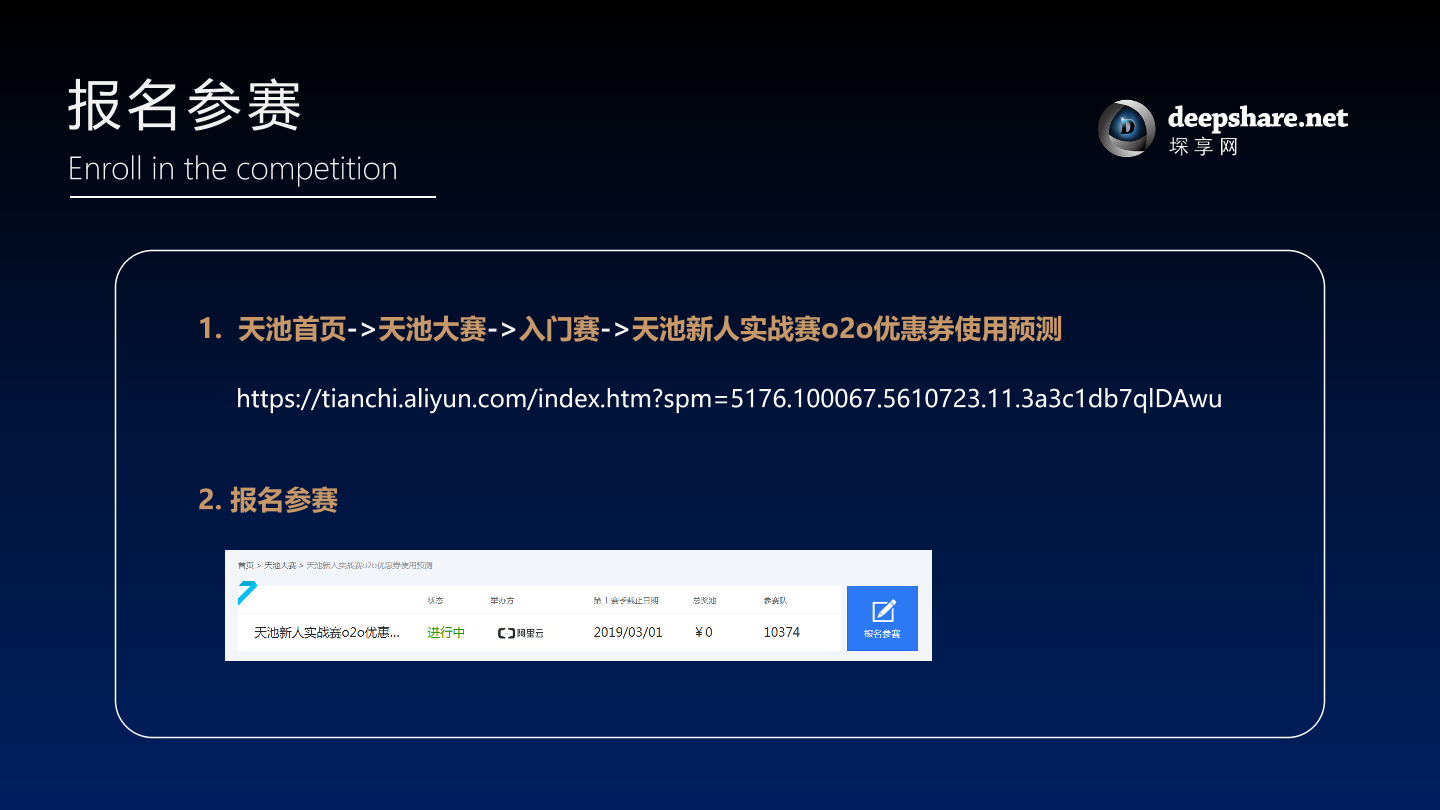 报名参赛
Enroll in the competition
deepshare.net
深享网
1. 天池首页->天池大赛->入门赛->天池新人实战赛o2o优惠券使用预测
https://tianchi.aliyun.com/index.htm?spm=5176.100067.5610723.11.3a3c1db7qlDAwu
2. 报名参赛
首页 > 天池大赛 > 天池新人实战赛o2o优惠券使用预测
状态 举办方 第1赛季截止日期 总奖池 参赛队
天池新人实战赛o2o优惠... 进行中 阿里云 2019/03/01 ￥0 10374
报名参赛